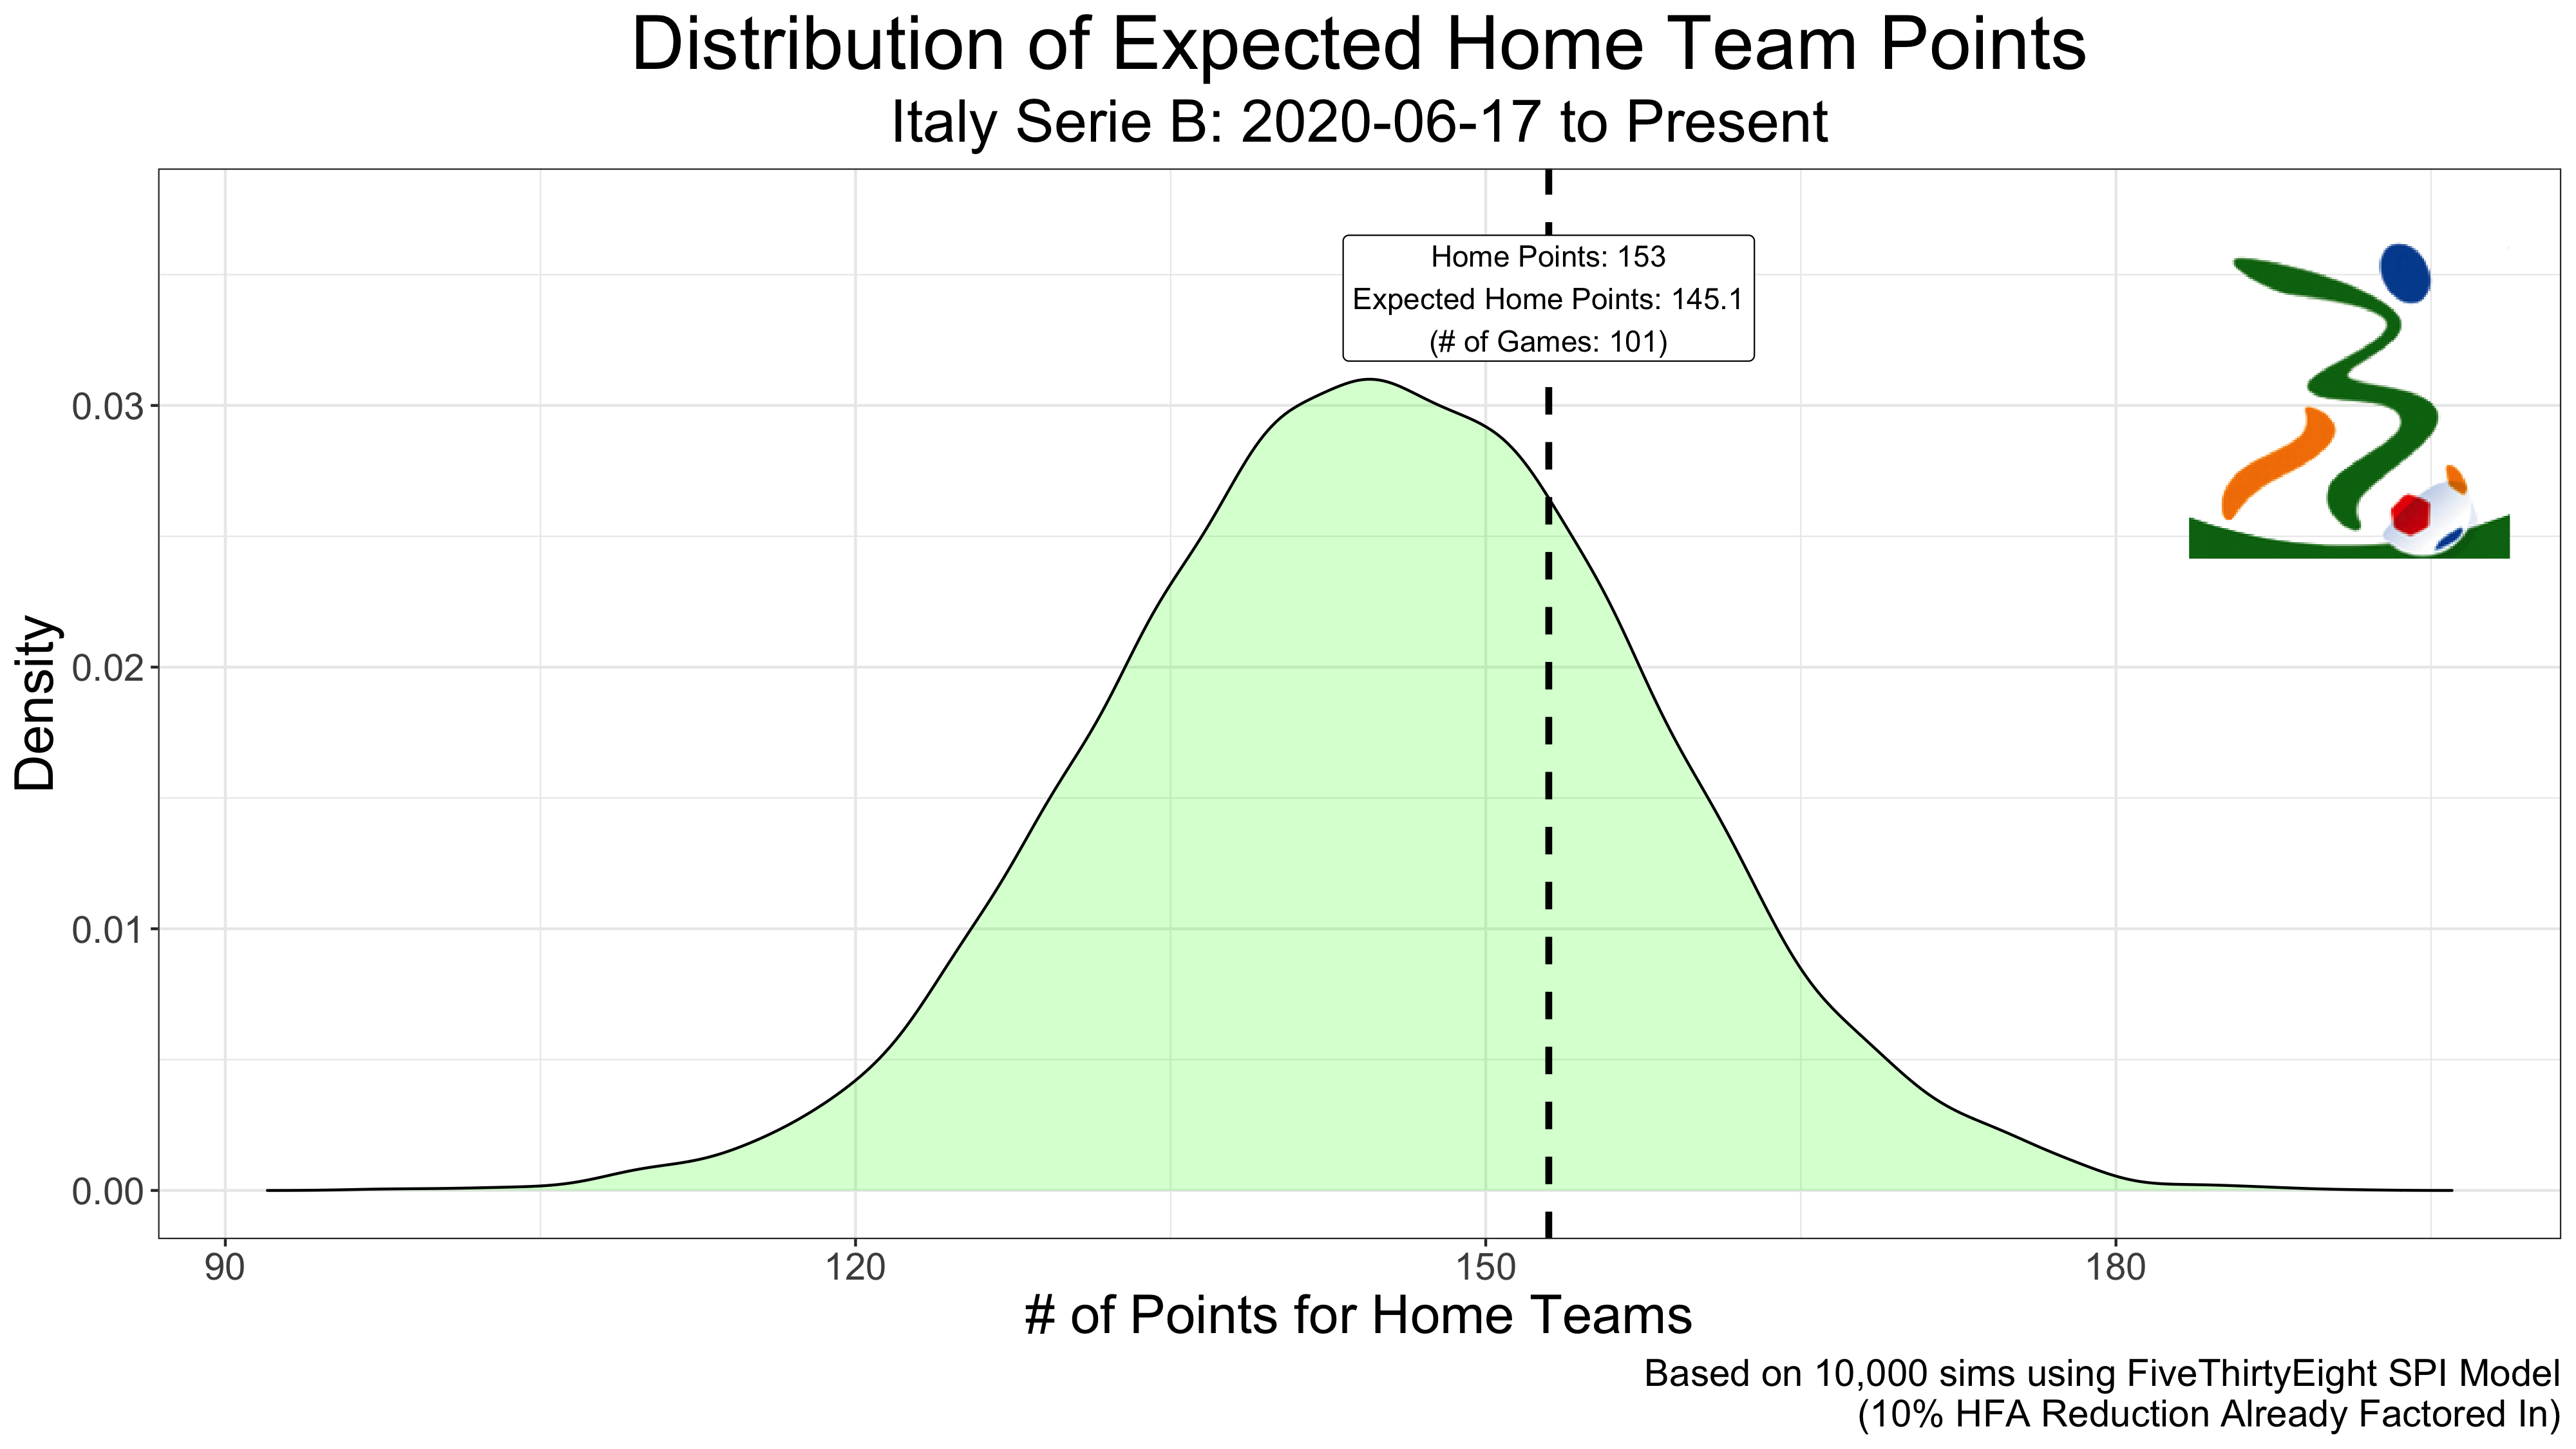 Distribution of Expected Home Team Points
Italy Serie B: 2020-06-17 to Present
Home Points: 153
Expected Home Points: 145.1
(# of Games: 101)
Density
0.03
0.02
0.01
0.00
90
120
150
180
# of Points for Home Teams
Based on 10,000 sims using FiveThirtyEight SPI Model
(10% HFA Reduction Already Factored In)